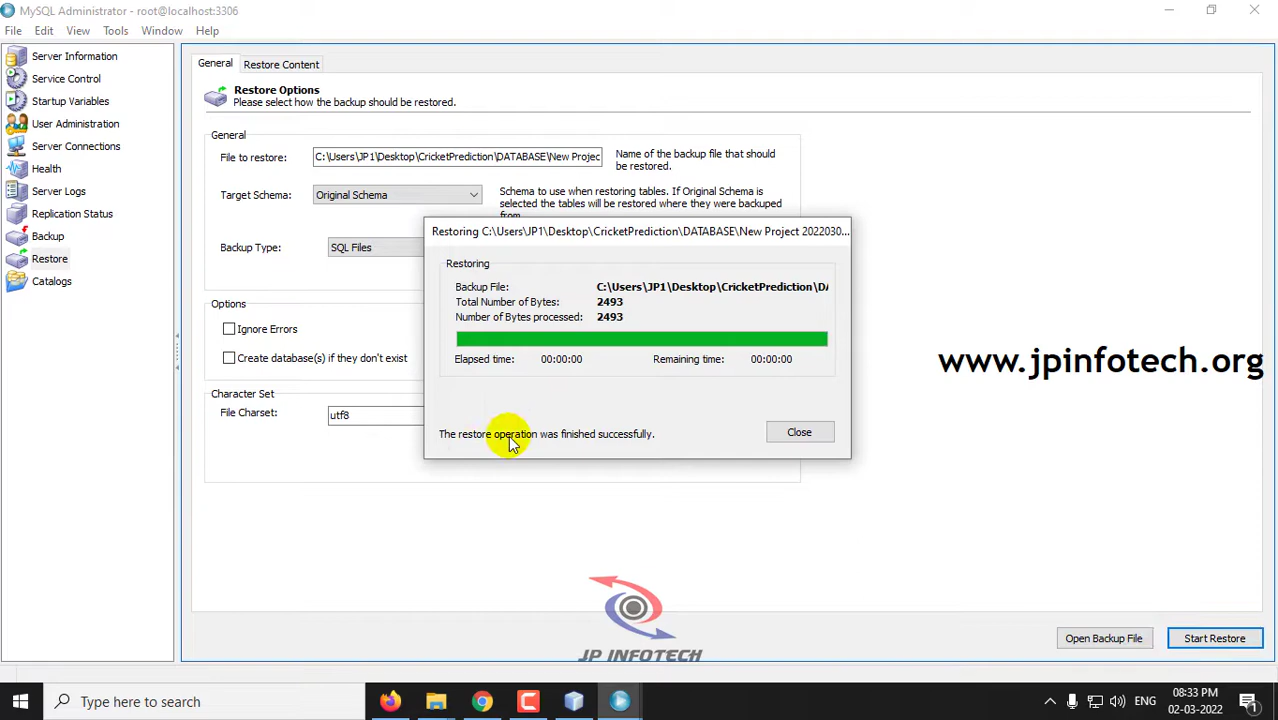 MySQL Administrator - root@localhost:3306
File Edit View Tools Window Help
Server Information
Service Control
Startup Variables
User Administration
Server Connections
Health
Server Logs
Replication Status
Backup
Restore
Catalogs
General Restore Content
Restore Options
Please select how the backup should be restored.
General
File to restore: C:\Users\JP1\Desktop\CricketPrediction\DATABASE\New Projec
Name of the backup file that should
be restored.
Target Schema: Original Schema
Schema to use when restoring tables. If Original Schema is
selected the tables will be restored where they were backuped
from.
Backup Type: SQL Files
Options
Ignore Errors
Create database(s) if they don't exist
Character Set
File Charset: utf8
Restoring C:\Users\JP1\Desktop\CricketPrediction\DATABASE\New Project 2022030...
Restoring
Backup File: C:\Users\JP1\Desktop\CricketPrediction\DA
Total Number of Bytes: 2493
Number of Bytes processed: 2493
Elapsed time: 00:00:00 Remaining time: 00:00:00
The restore operation was finished successfully.
Close
www.jpinfotech.org
JP INFOTECH
Open Backup File Start Restore
Type here to search
ENG
08:33 PM
02-03-2022
1